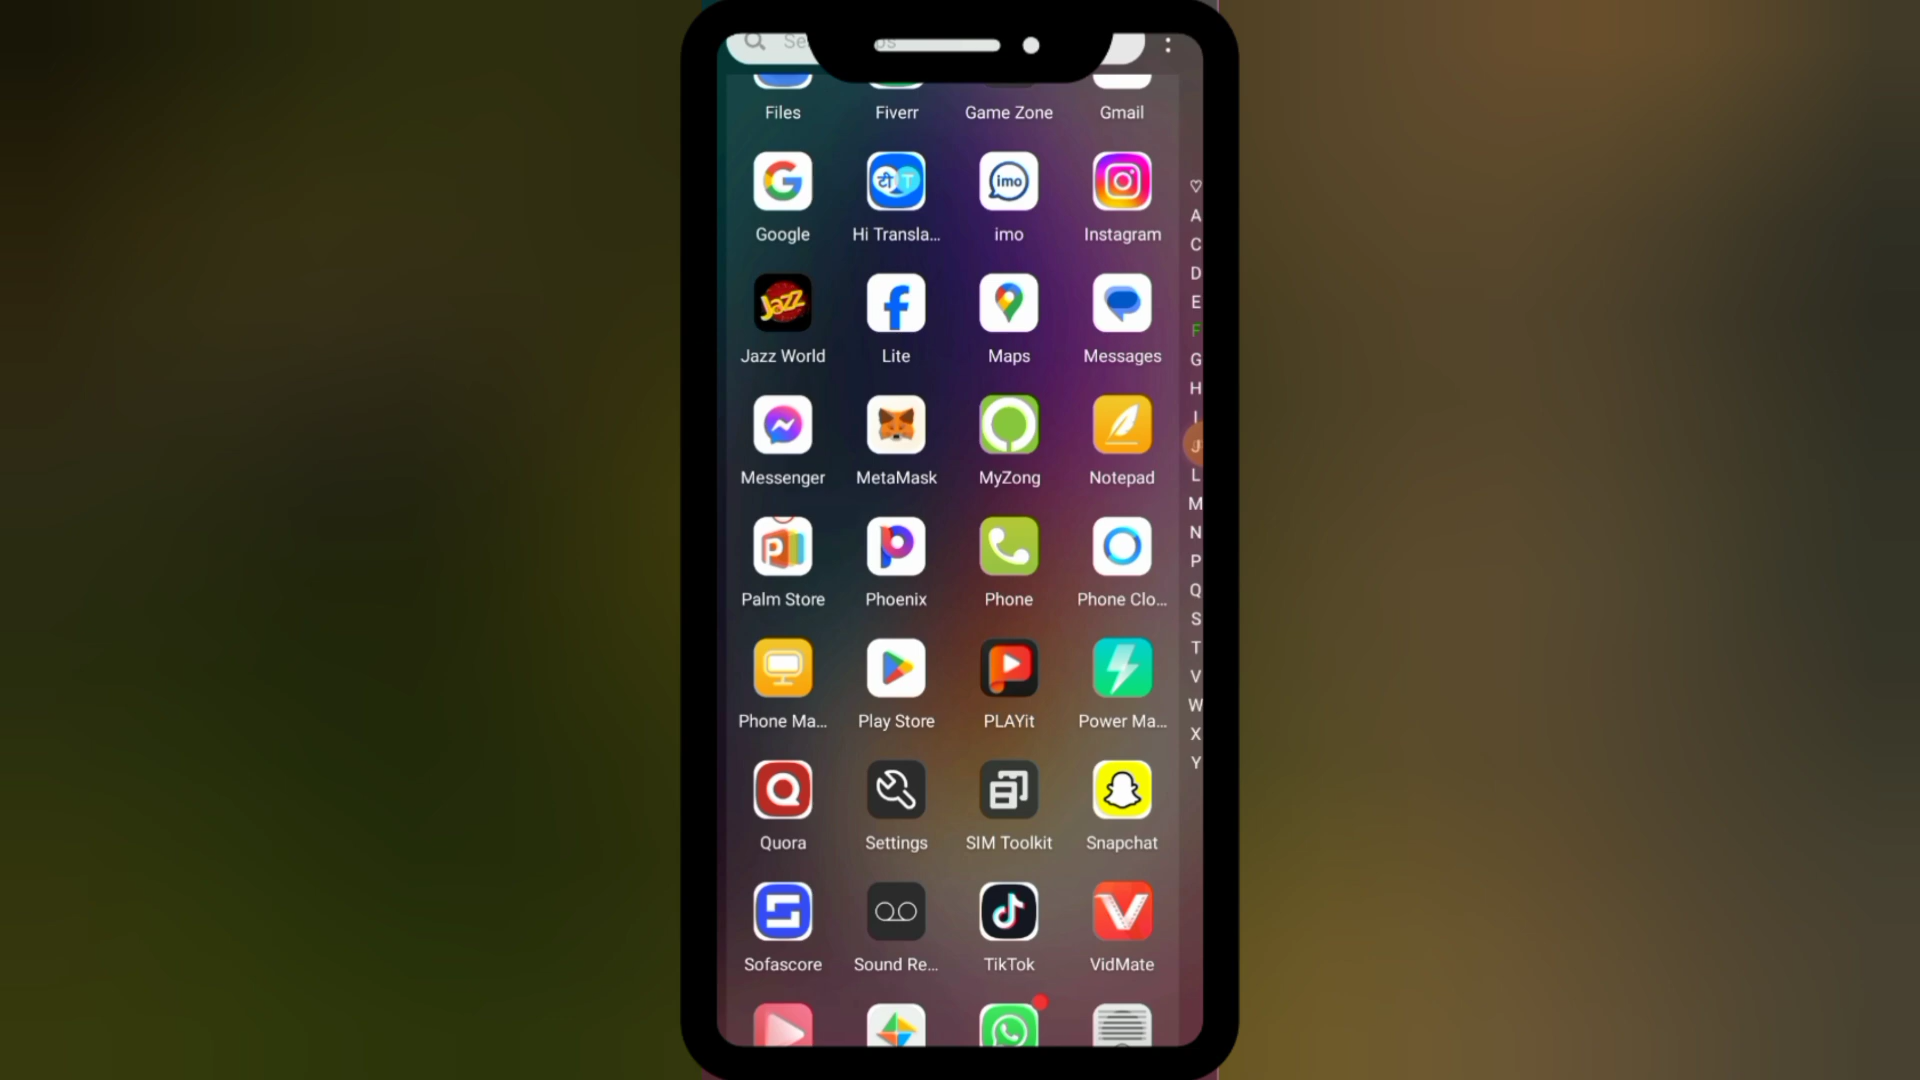 Files Fiverr Game Zone Gmail
Google Hi Transla... imo Instagram
Jazz World Lite Maps Messages
Messenger MetaMask MyZong Notepad
Palm Store Phoenix Phone Phone Clo...
Phone Ma... Play Store PLAYit Power Ma...
Quora Settings SIM Toolkit Snapchat
Sofascore Sound Re... TikTok VidMate
imo
Jazz
टी T
A
C
D
E
F
G
H
I
J
L
M
N
P
Q
S
T
V
W
X
Y